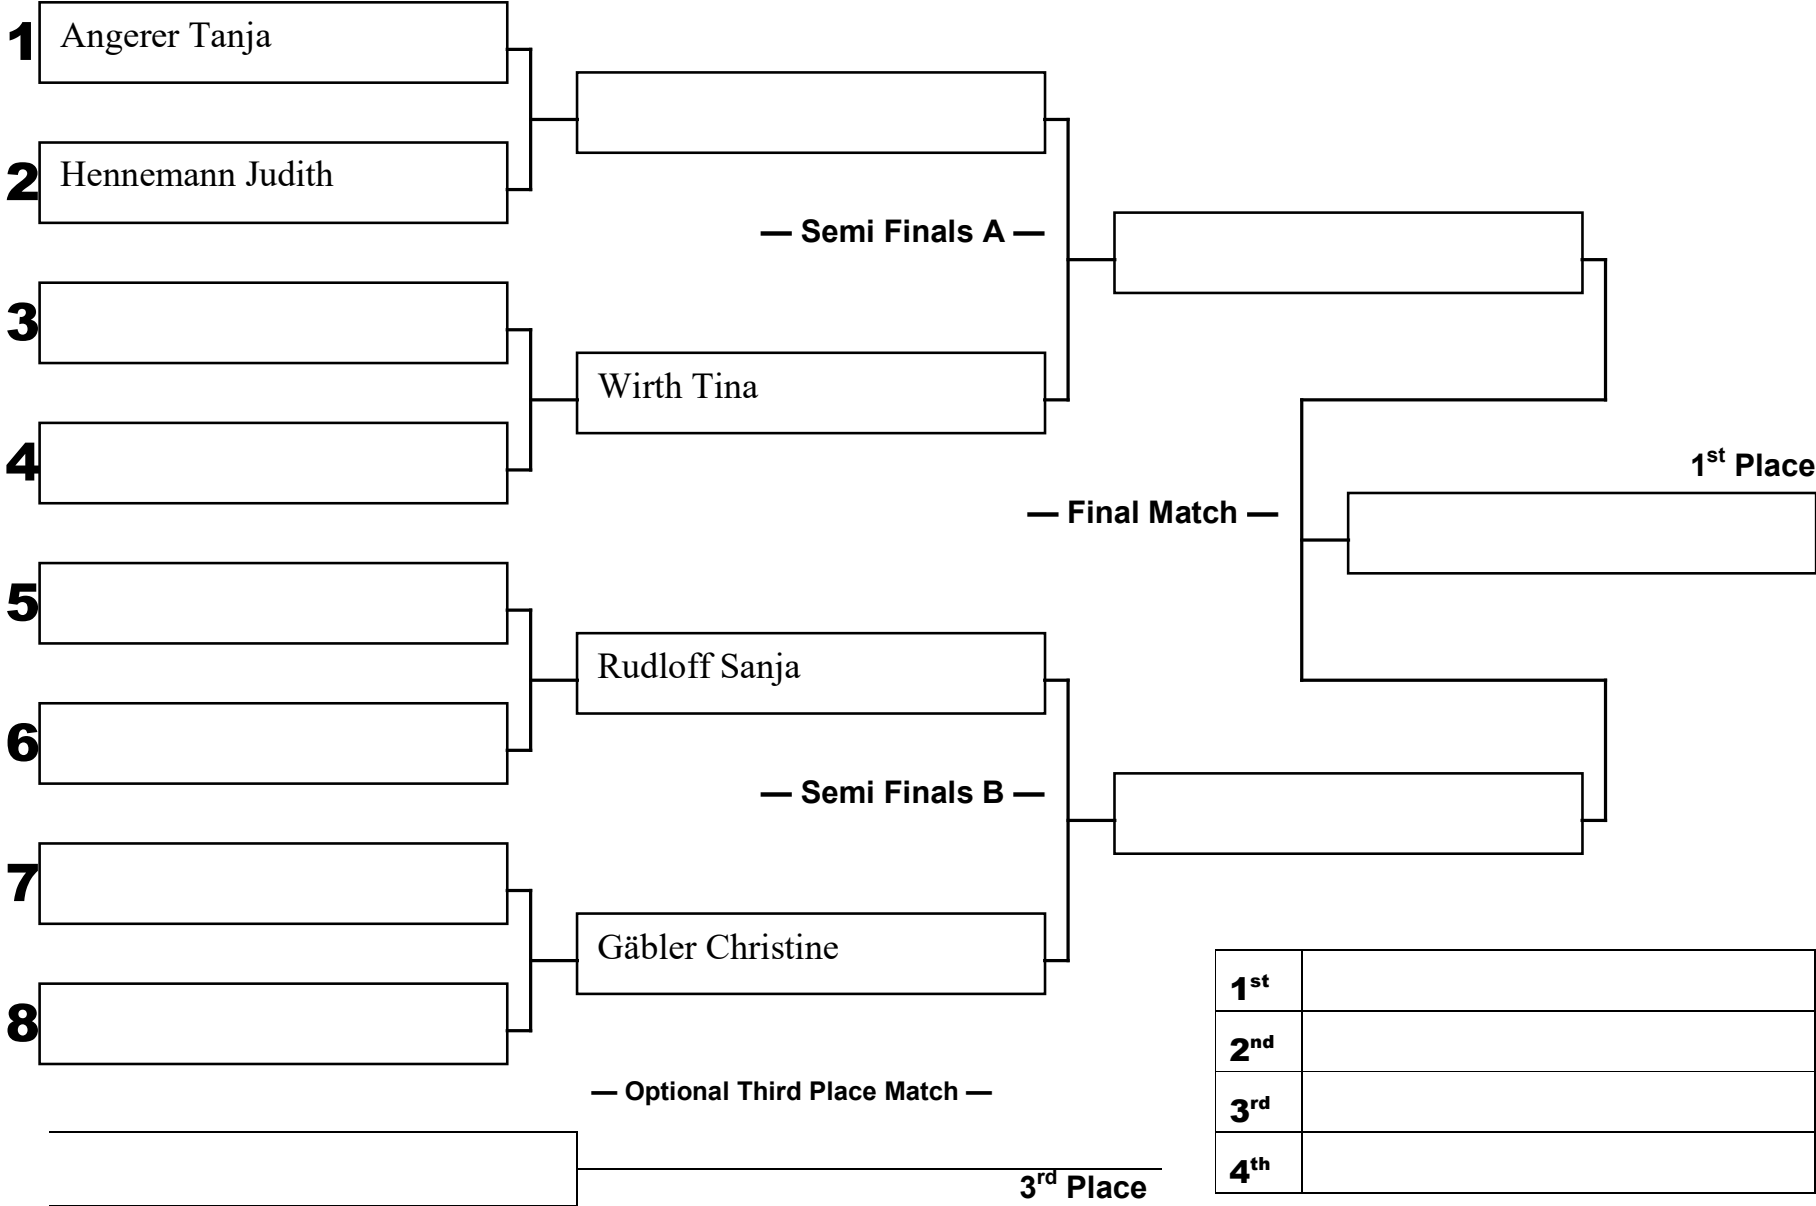 1 Angerer Tanja
2 Hennemann Judith
— Semi Finals A —
3
Wirth Tina
4
1st Place
— Final Match —
5
Rudloff Sanja
6
— Semi Finals B —
7
Gäbler Christine
8
1st
2nd
3rd
4th
— Optional Third Place Match —
3rd Place